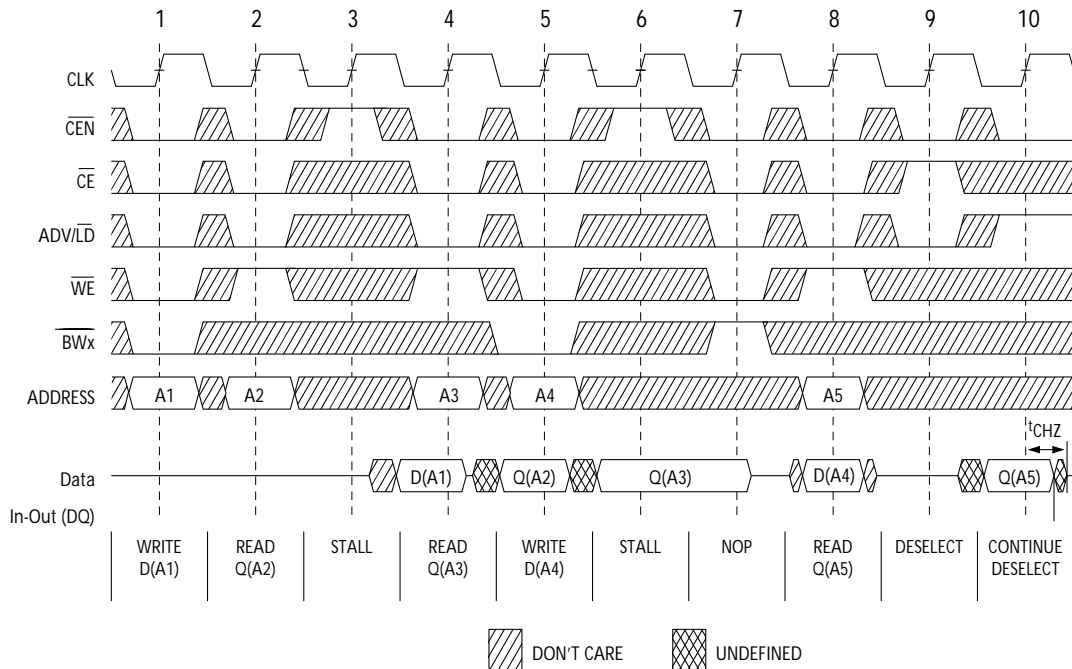 1 2 3 4 5 6 7 8 9 10
CLK
CEN
CE
ADV/LD
WE
BWx
ADDRESS A1 A2 A3 A4 A5
tCHZ
Data D(A1) Q(A2) Q(A3) D(A4) Q(A5)
In-Out (DQ)
WRITE READ STALL READ WRITE STALL NOP READ DESELECT CONTINUE
D(A1) Q(A2) Q(A3) D(A4) Q(A5) DESELECT
DON'T CARE UNDEFINED